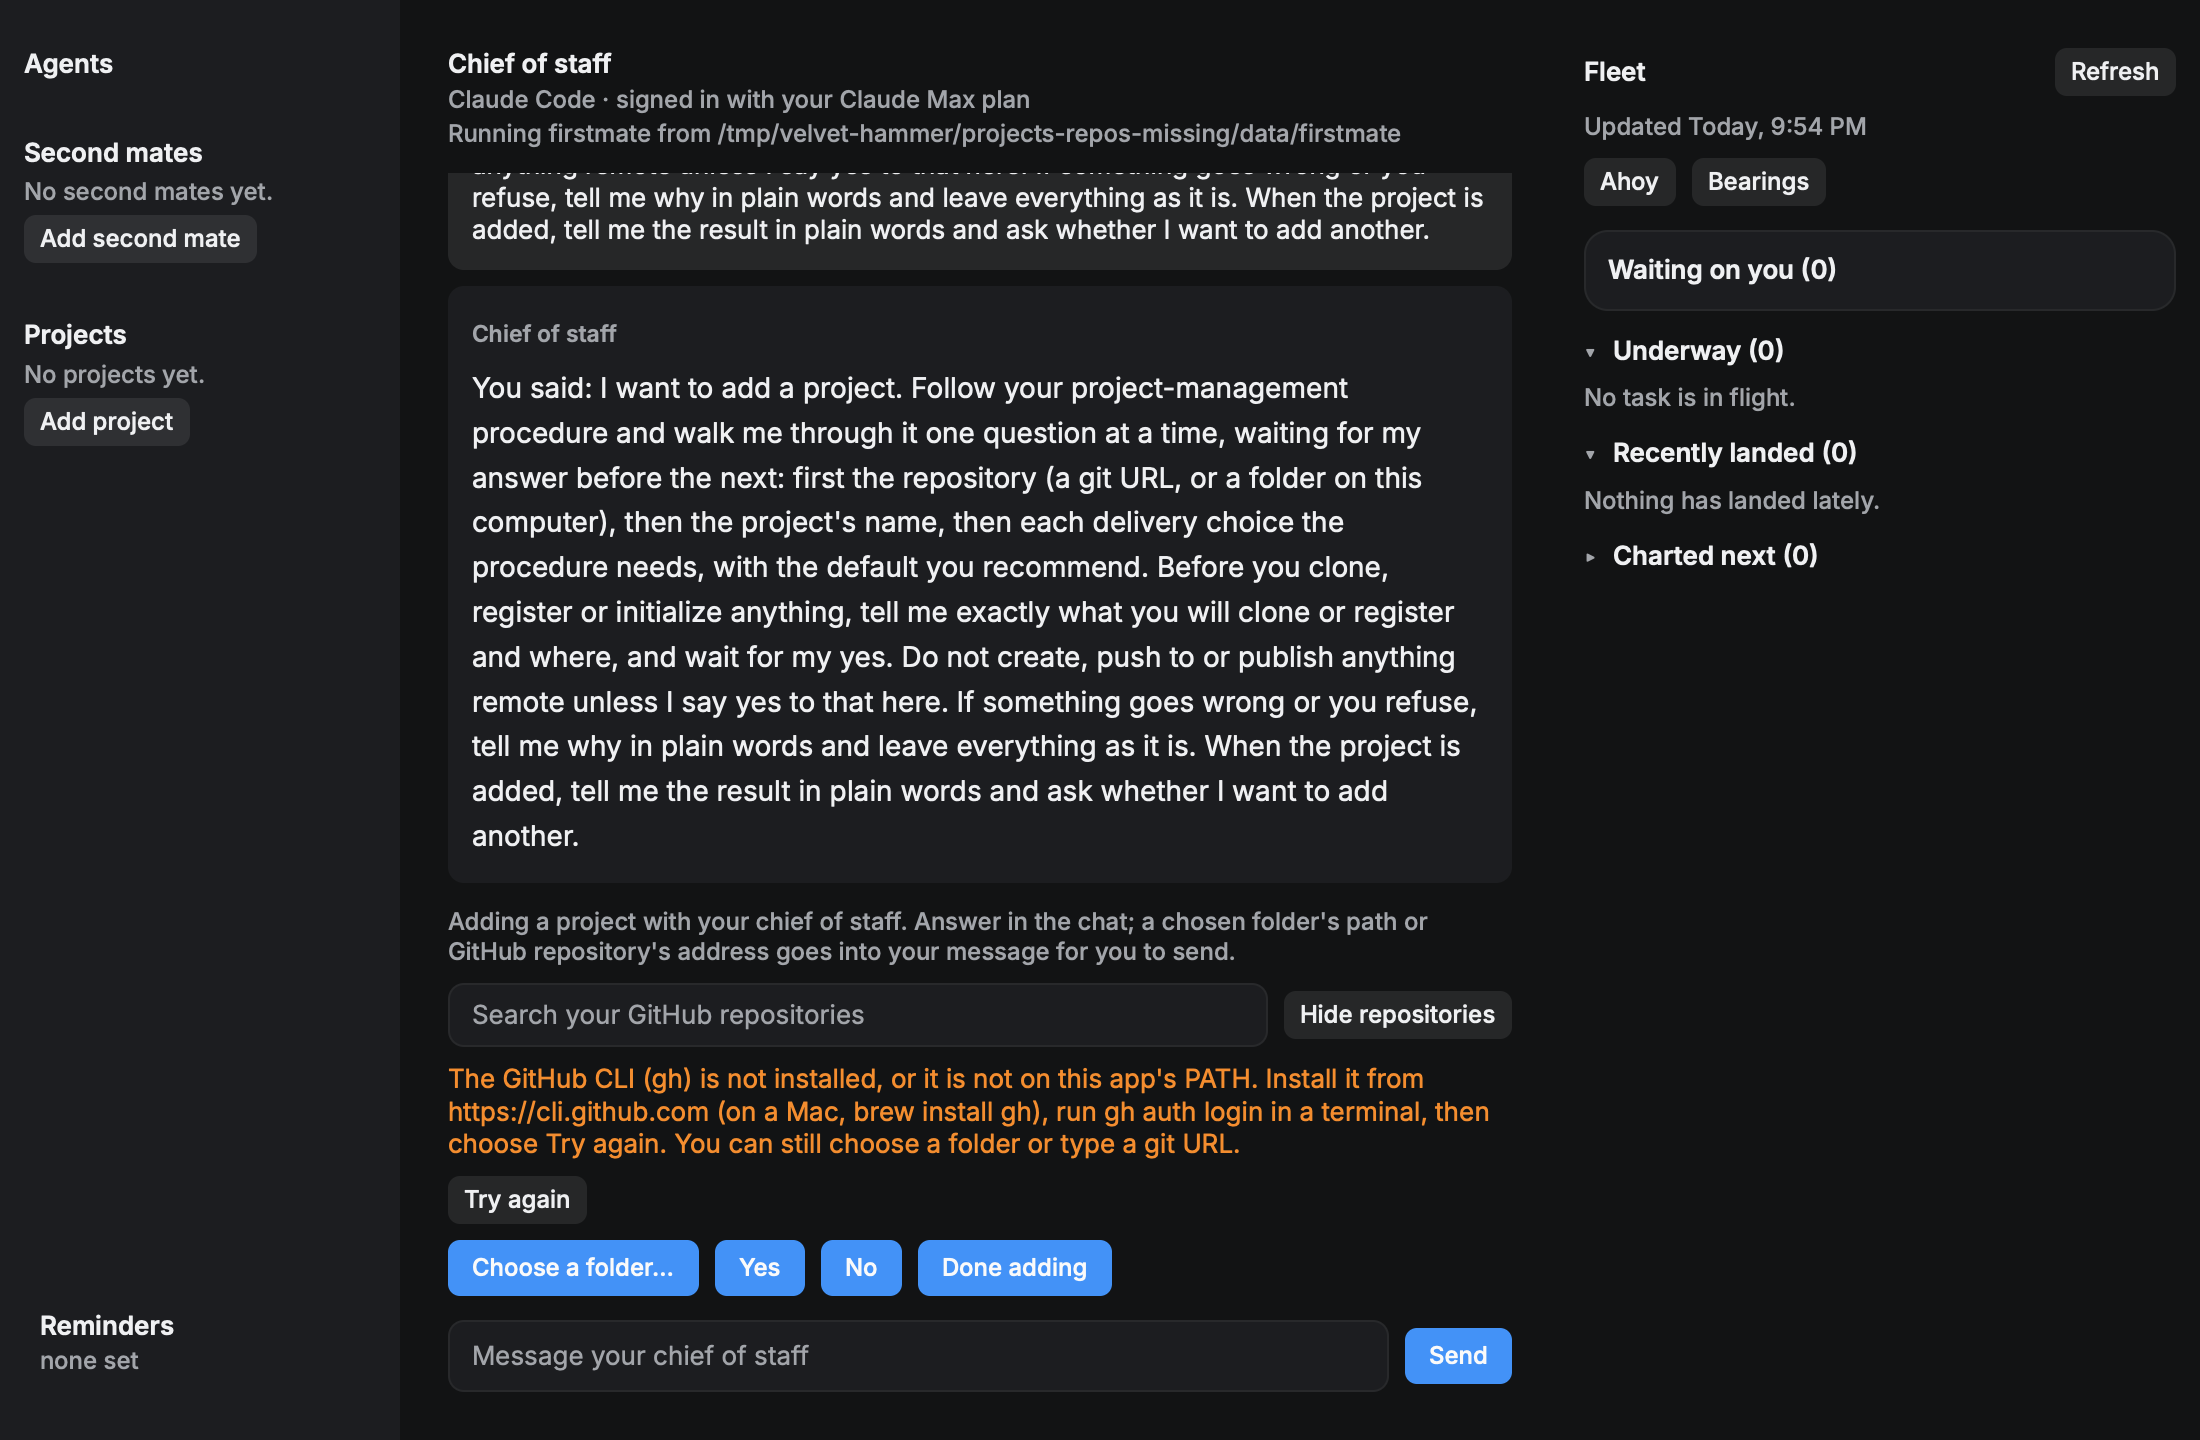 Agents
Second mates
No second mates yet.
Add second mate
Projects
No projects yet.
Add project
Reminders
none set
Chief of staff
Claude Code · signed in with your Claude Max plan
Running firstmate from /tmp/velvet-hammer/projects-repos-missing/data/firstmate
refuse, tell me why in plain words and leave everything as it is. When the project is
added, tell me the result in plain words and ask whether I want to add another.
Chief of staff
You said: I want to add a project. Follow your project-management
procedure and walk me through it one question at a time, waiting for my
answer before the next: first the repository (a git URL, or a folder on this
computer), then the project's name, then each delivery choice the
procedure needs, with the default you recommend. Before you clone,
register or initialize anything, tell me exactly what you will clone or register
and where, and wait for my yes. Do not create, push to or publish anything
remote unless I say yes to that here. If something goes wrong or you refuse,
tell me why in plain words and leave everything as it is. When the project is
added, tell me the result in plain words and ask whether I want to add
another.
Adding a project with your chief of staff. Answer in the chat; a chosen folder's path or
GitHub repository's address goes into your message for you to send.
Search your GitHub repositories
Hide repositories
The GitHub CLI (gh) is not installed, or it is not on this app's PATH. Install it from
https://cli.github.com (on a Mac, brew install gh), run gh auth login in a terminal, then
choose Try again. You can still choose a folder or type a git URL.
Try again
Choose a folder...
Yes
No
Done adding
Message your chief of staff
Send
Fleet
Refresh
Updated Today, 9:54 PM
Ahoy
Bearings
Waiting on you (0)
Underway (0)
No task is in flight.
Recently landed (0)
Nothing has landed lately.
Charted next (0)